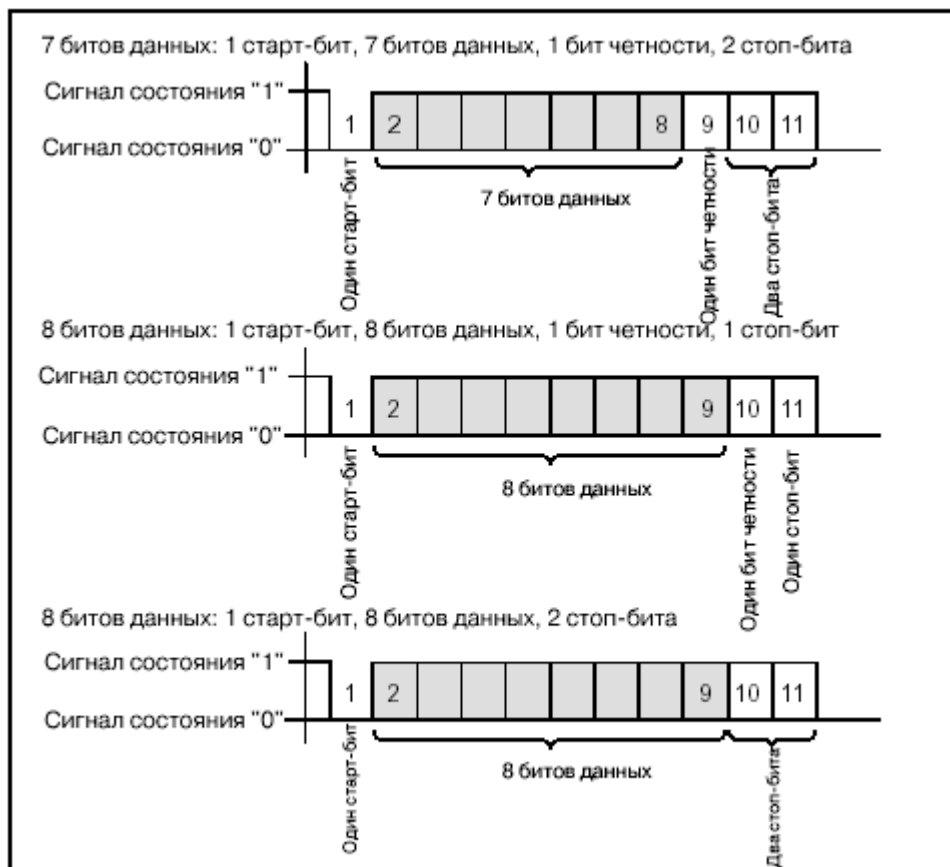 7 битов данных: 1 старт-бит, 7 битов данных, 1 бит четности, 2 стоп-бита
Сигнал состояния "1"
1 2 8 9 10 11
Сигнал состояния "0"
7 битов данных
Один старт-бит
Один бит четности
Два стоп-бита
8 битов данных: 1 старт-бит, 8 битов данных, 1 бит четности, 1 стоп-бит
Сигнал состояния "1"
1 2 9 10 11
Сигнал состояния "0"
8 битов данных
Один старт-бит
Один бит четности
Один стоп-бит
8 битов данных: 1 старт-бит, 8 битов данных, 2 стоп-бита
Сигнал состояния "1"
1 2 9 10 11
Сигнал состояния "0"
8 битов данных
Один старт-бит
Два стоп-бита